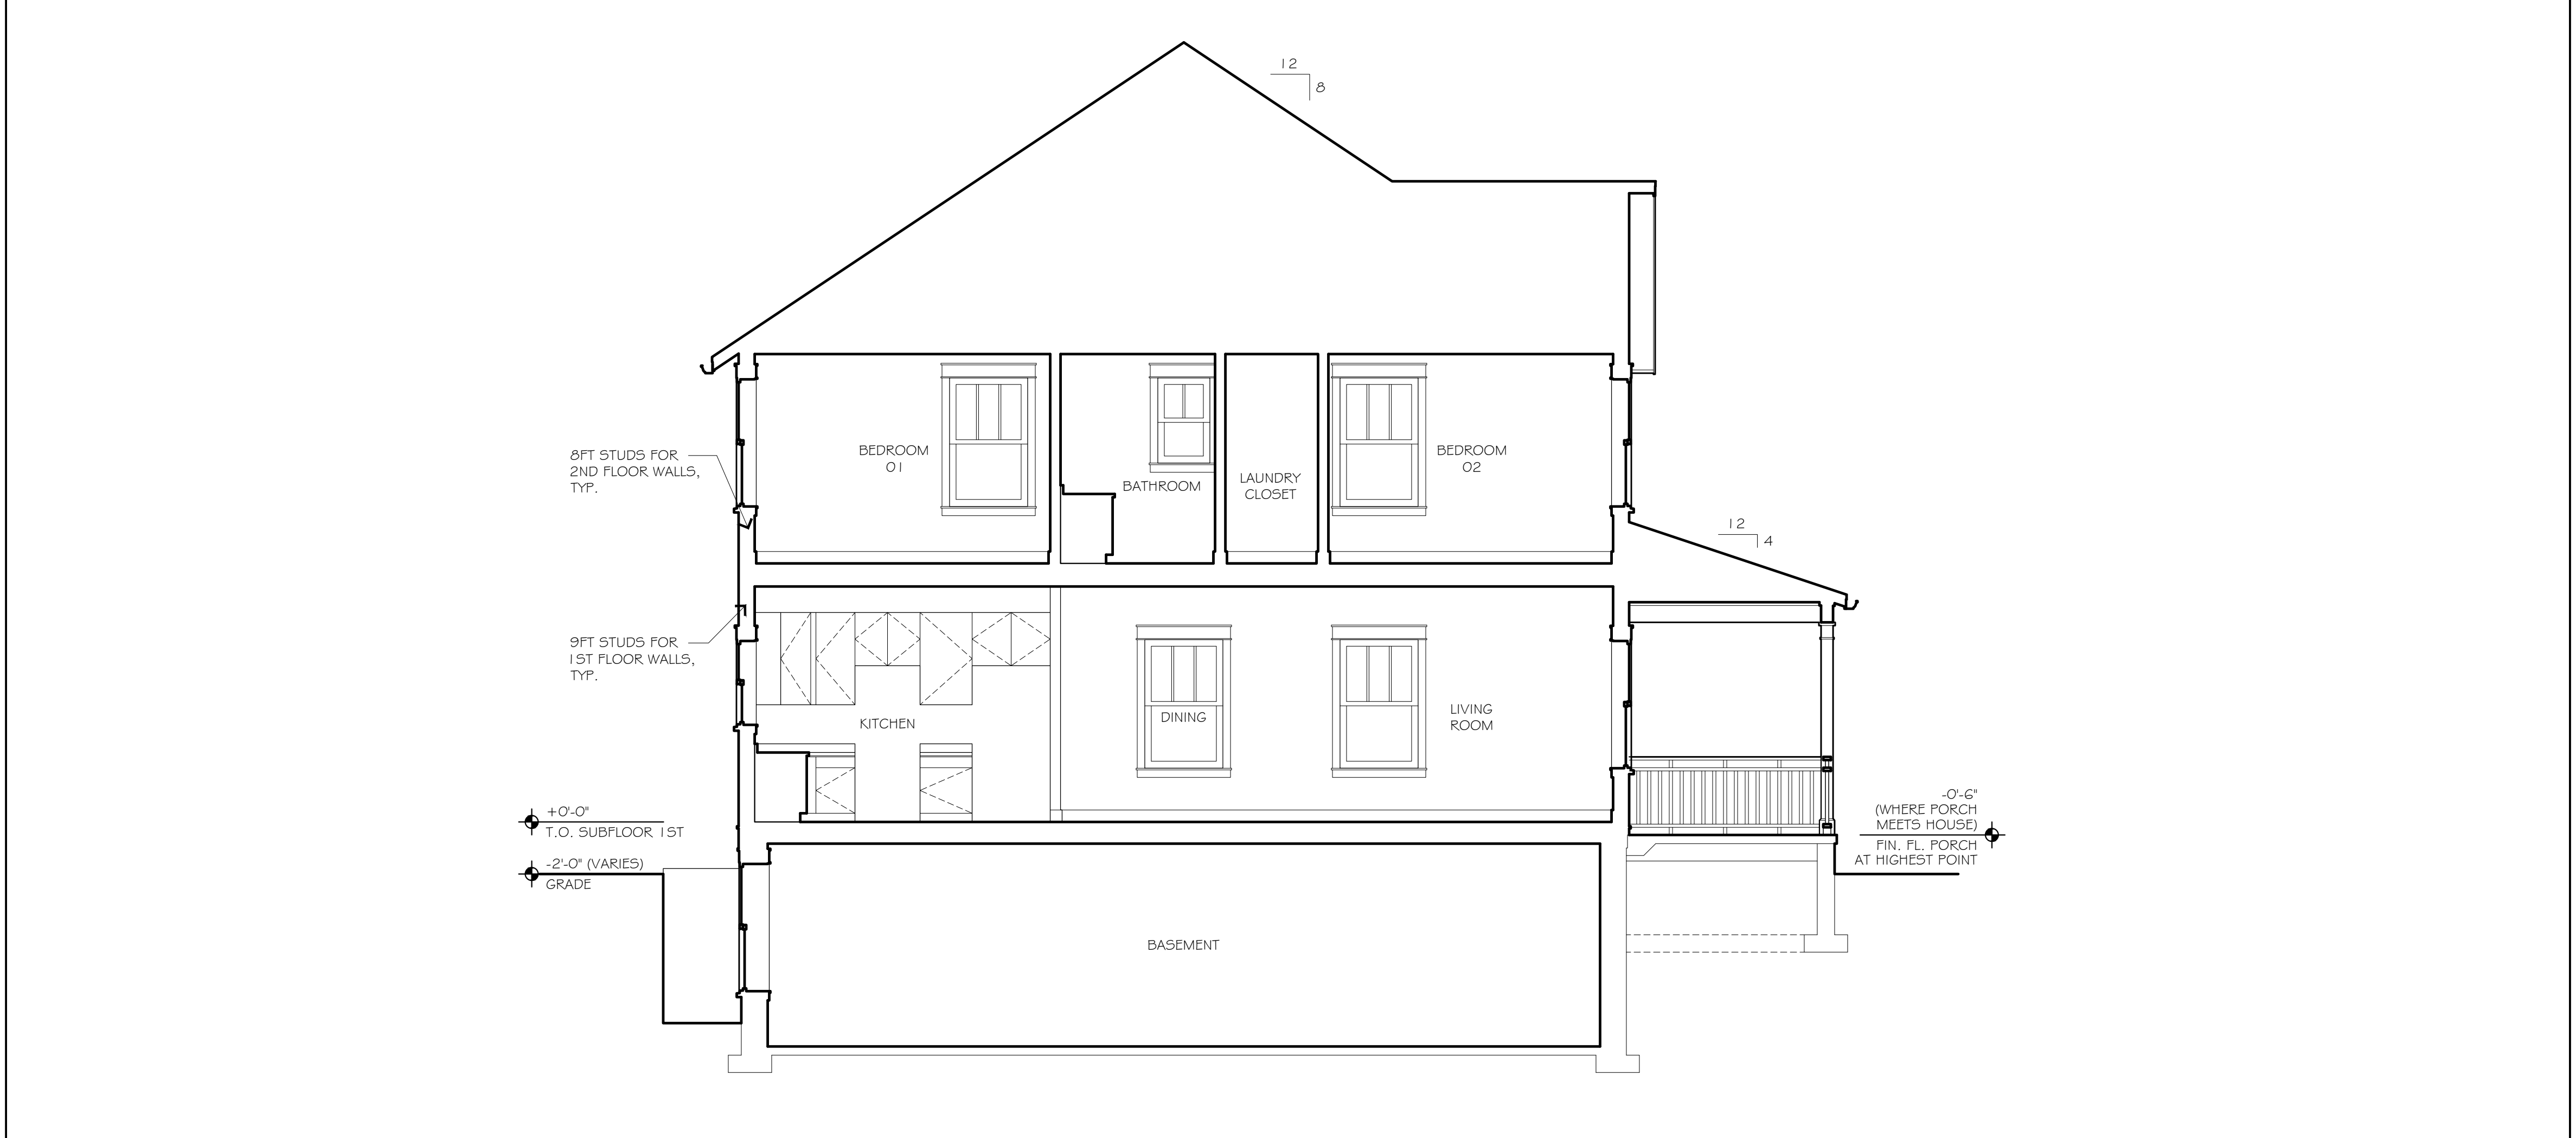 12
8
8FT STUDS FOR
2ND FLOOR WALLS,
TYP.
BEDROOM
01
BATHROOM
LAUNDRY
CLOSET
BEDROOM
02
12
4
9FT STUDS FOR
1ST FLOOR WALLS,
TYP.
KITCHEN
DINING
LIVING
ROOM
+0'-0"
T.O. SUBFLOOR 1ST
-2'-0" (VARIES)
GRADE
-0'-6"
(WHERE PORCH
MEETS HOUSE)
FIN. FL. PORCH
AT HIGHEST POINT
BASEMENT